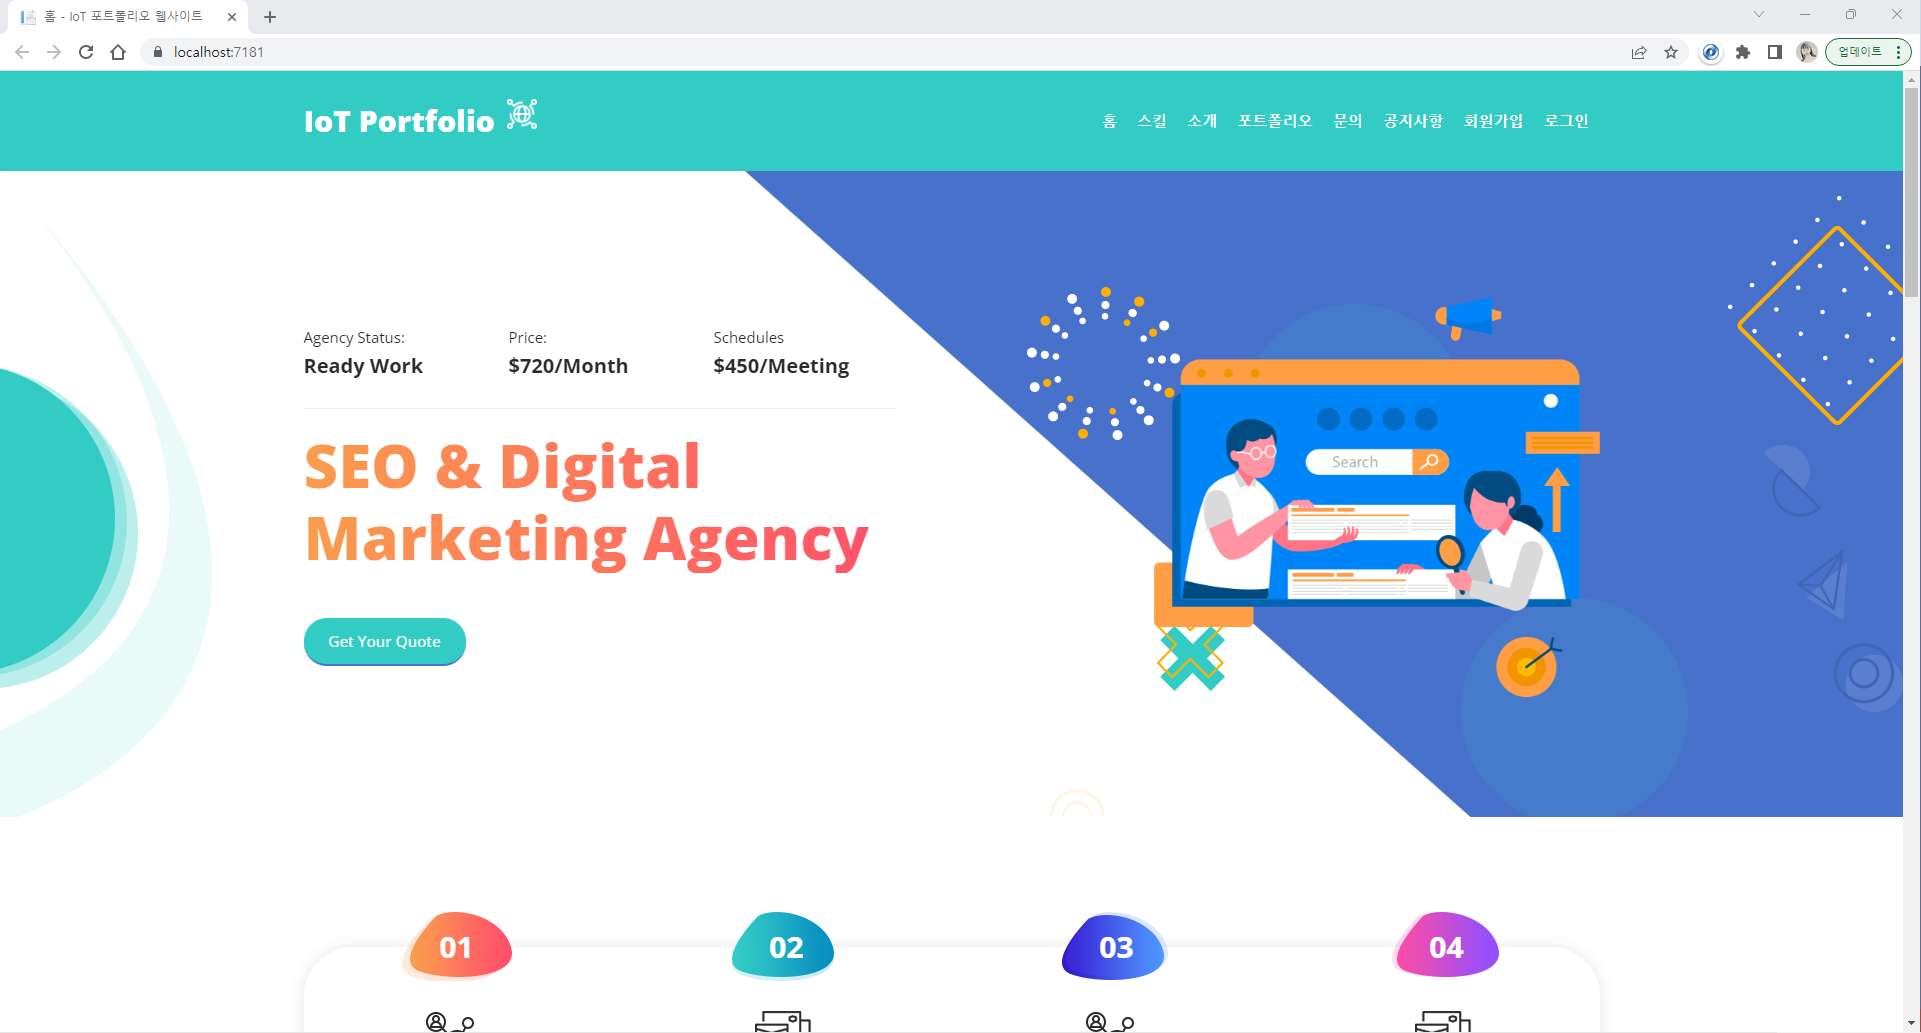 홈 - IoT 포트폴리오 웹사이트
localhost:7181
업데이트
IoT Portfolio
홈 스킬 소개 포트폴리오 문의 공지사항 회원가입 로그인
Agency Status: Price: Schedules
Ready Work $720/Month $450/Meeting
SEO & Digital
Marketing Agency
Search
Get Your Quote
01 02 03 04